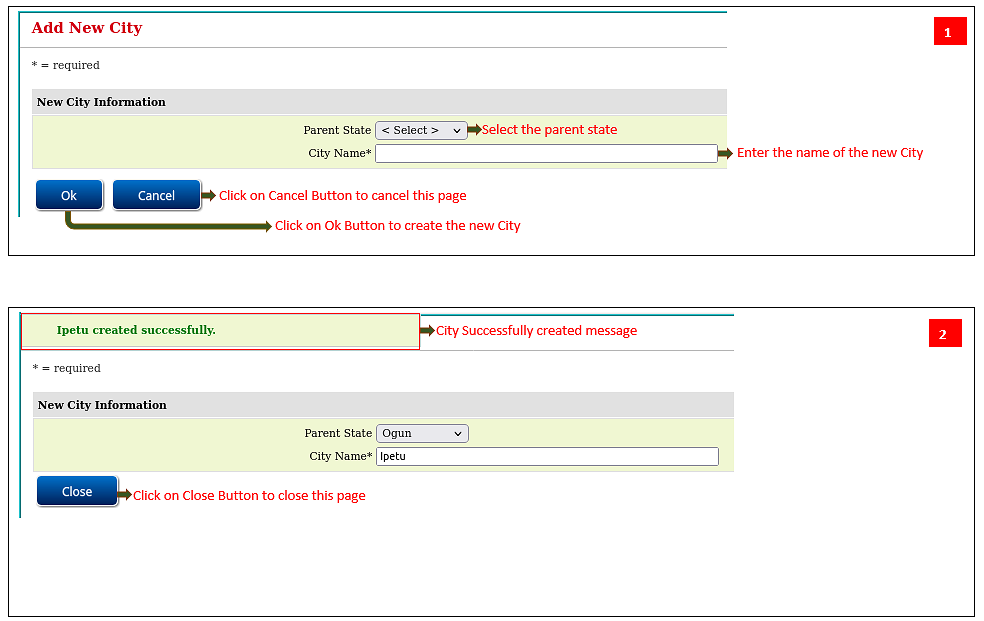 Add New City
1
* = required
New City Information
Parent State < Select > Select the parent state
City Name* Enter the name of the new City
Ok Cancel Click on Cancel Button to cancel this page
Click on Ok Button to create the new City
Ipetu created successfully. City Successfully created message
2
* = required
New City Information
Parent State Ogun
City Name* Ipetu
Close Click on Close Button to close this page